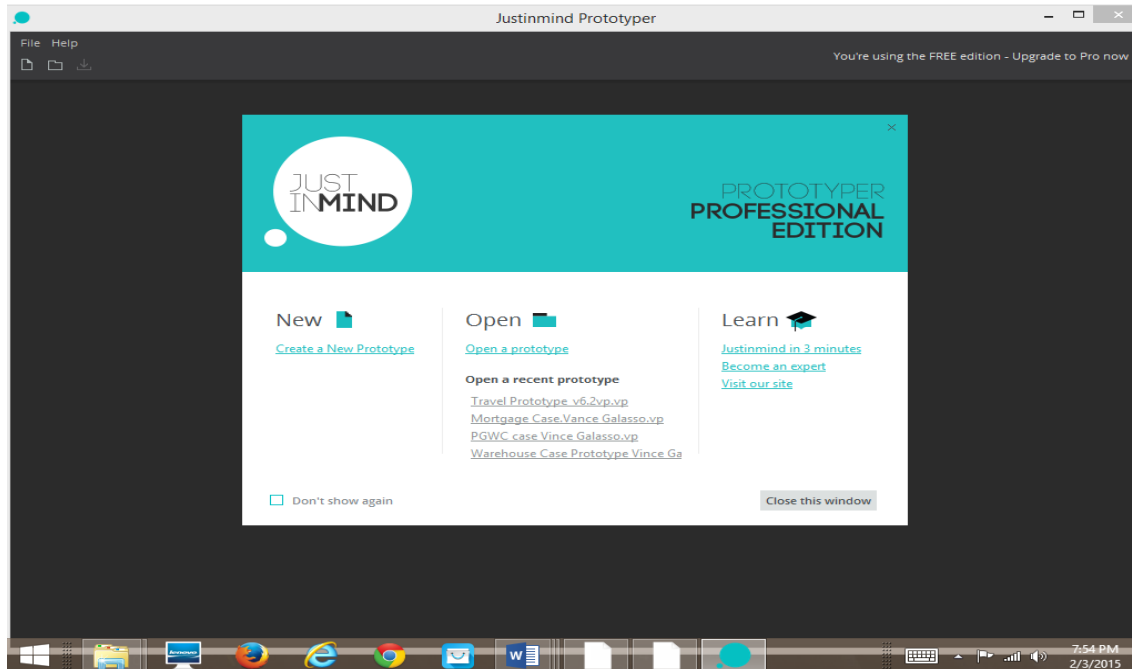 Justinmind Prototyper
File Help
You're using the FREE edition - Upgrade to Pro now
JUST
INMIND
PROTOTYPER
PROFESSIONAL
EDITION
New
Create a New Prototype
Open
Open a prototype
Open a recent prototype
Travel Prototype_v6.2vp.vp
Mortgage Case.Vance Galasso.vp
PGWC case Vince Galasso.vp
Warehouse Case Prototype Vince Ga
Learn
Justinmind in 3 minutes
Become an expert
Visit our site
Don't show again
Close this window
lenovo
W
7:54 PM
2/3/2015